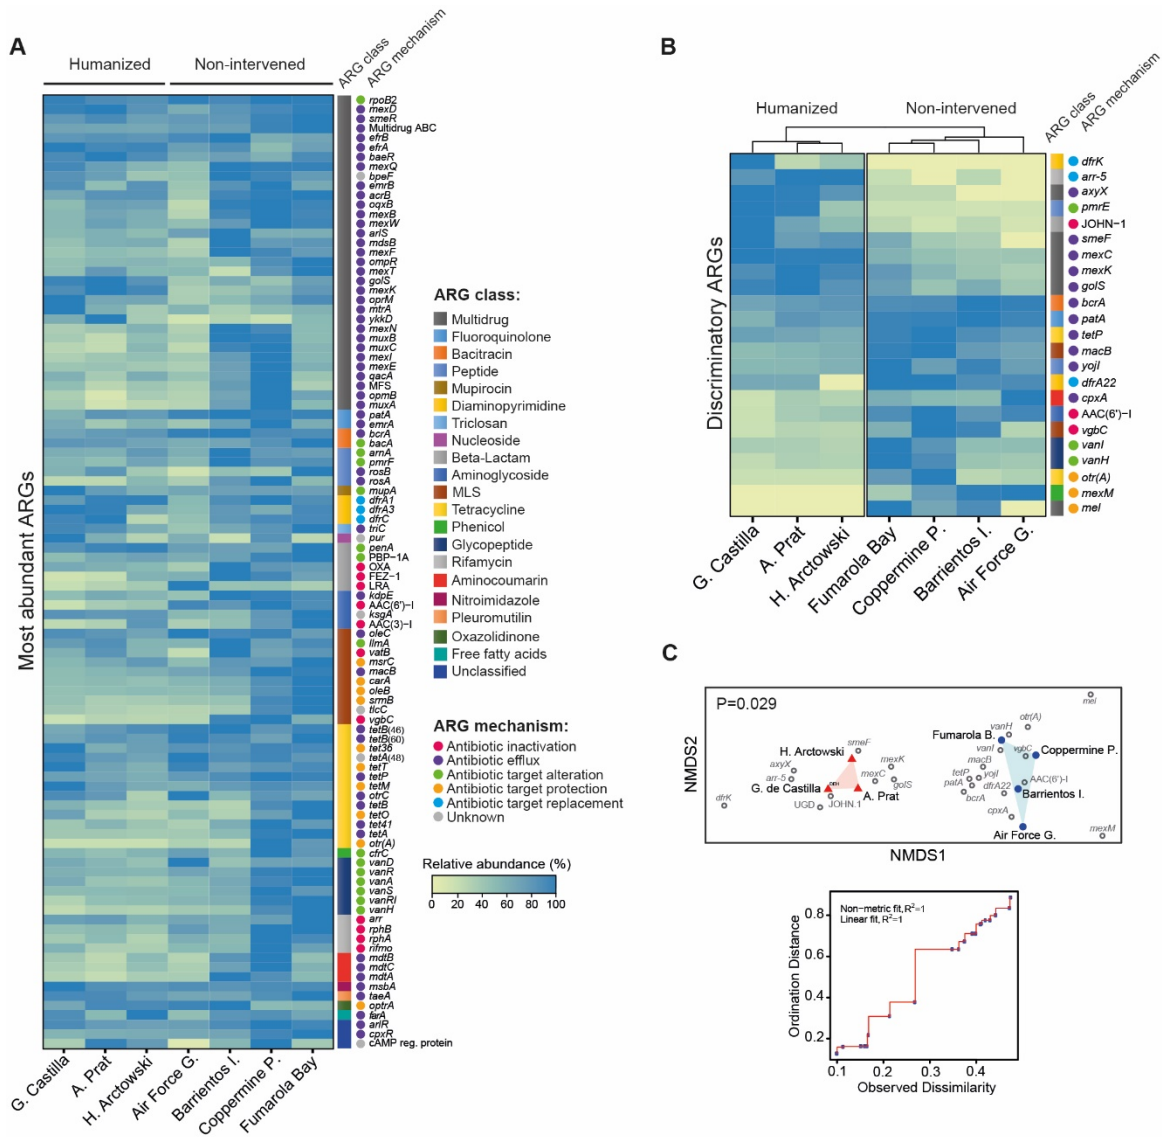 A
Humanized
Non-intervened
ARG class
ARG mechanism
Most abundant ARGs
rpoB2
mexD
smeR
Multidrug ABC
efrB
efrA
baeR
mexQ
bpeF
emrB
acrB
oqxB
mexB
mexW
arlS
mdsB
mexF
ompR
mexT
golS
mexK
oprM
mtrA
ykkD
mexN
muxB
muxC
mexI
mexE
qacA
MFS
opmB
muxA
patA
emrA
bcrA
bacA
arnA
pmrF
rosB
rosA
mupA
dfrA1
dfrA3
dfrC
triC
pur
penA
PBP-1A
OXA
FEZ-1
LRA
kdpE
AAC(6')-I
ksgA
AAC(3)-I
oleC
llmA
vatB
msrC
macB
carA
oleB
srmB
tlcC
vgbC
tetB(46)
tetB(60)
tet36
tetA(48)
tetT
tetP
tetM
otrC
tetB
tetO
tet41
tetA
otr(A)
cfrC
vanD
vanR
vanA
vanS
vanRI
vanH
arr
rphB
rphA
rifmo
mdtB
mdtC
mdtA
msbA
taeA
optrA
farA
arlR
cpxR
cAMP reg. protein
G. Castilla
A. Prat
H. Arctowski
Air Force G.
Barrientos I.
Coppermine P.
Fumarola Bay
ARG class:
Multidrug
Fluoroquinolone
Bacitracin
Peptide
Mupirocin
Diaminopyrimidine
Triclosan
Nucleoside
Beta-Lactam
Aminoglycoside
MLS
Tetracycline
Phenicol
Glycopeptide
Rifamycin
Aminocoumarin
Nitroimidazole
Pleuromutilin
Oxazolidinone
Free fatty acids
Unclassified
ARG mechanism:
Antibiotic inactivation
Antibiotic efflux
Antibiotic target alteration
Antibiotic target protection
Antibiotic target replacement
Unknown
Relative abundance (%)
0 20 40 60 80 100
B
Humanized
Non-intervened
ARG class
ARG mechanism
Discriminatory ARGs
dfrK
arr-5
axyX
pmrE
JOHN-1
smeF
mexC
mexK
golS
bcrA
patA
tetP
macB
yojI
dfrA22
cpxA
AAC(6')-I
vgbC
vanI
vanH
otr(A)
mexM
mel
G. Castilla
A. Prat
H. Arctowski
Fumarola Bay
Coppermine P.
Barrientos I.
Air Force G.
C
P=0.029
NMDS2
mel
otr(A)
vanH
Fumarola B.
vanI
vgbC
Coppermine P.
H. Arctowski
smeF
axyX
mexK
macB
arr-5
mexC
tetP
yojI
AAC(6')-I
G. de Castilla
golS
patA
dfrA22
Barrientos I.
A. Prat
bcrA
dfrK
UGD
JOHN.1
cpxA
Air Force G.
mexM
NMDS1
Non-metric fit, R²=1
Linear fit, R²=1
Ordination Distance
0.8
0.6
0.4
0.2
0.1 0.2 0.3 0.4
Observed Dissimilarity